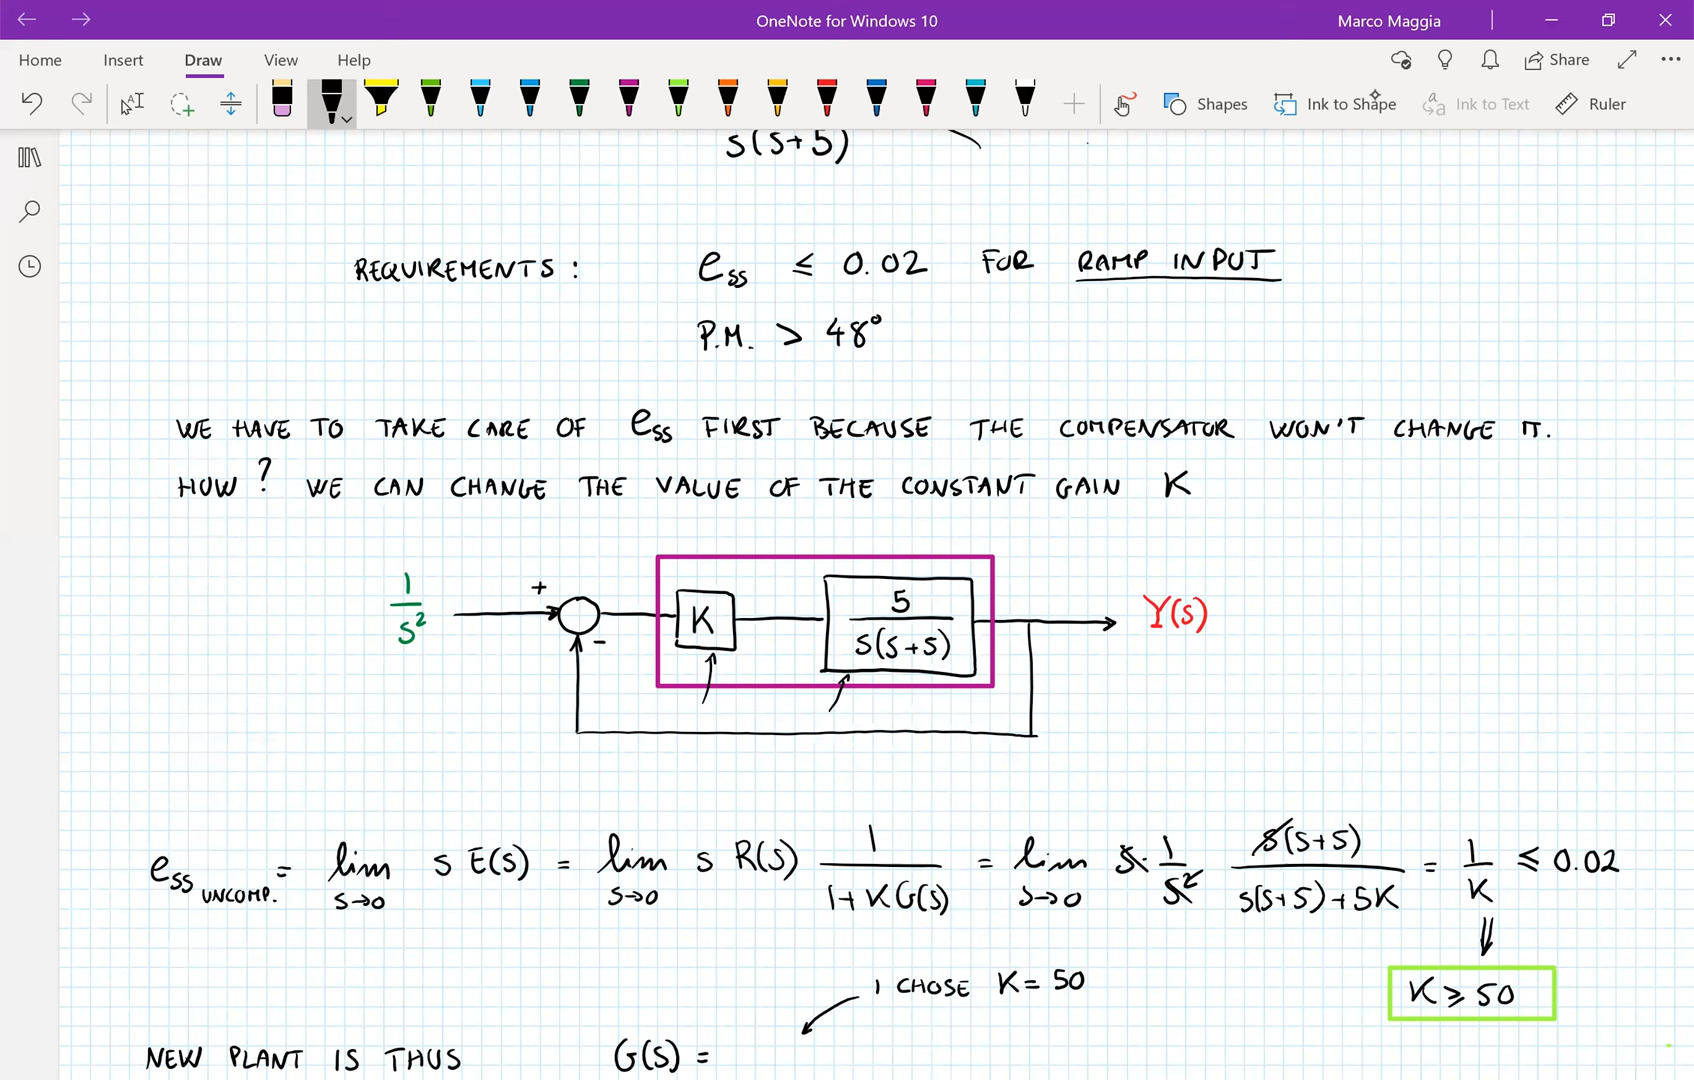 OneNote for Windows 10
Marco Maggia
Home Insert Draw View Help
Share
Shapes Ink to Shape Ink to Text Ruler
s(s+5)
REQUIREMENTS: ess ≤ 0.02 FOR RAMP INPUT
P.M. > 48°
WE HAVE TO TAKE CARE OF ess FIRST BECAUSE THE COMPENSATOR WON'T CHANGE IT.
HOW? WE CAN CHANGE THE VALUE OF THE CONSTANT GAIN K
1/s² + - K 5/s(s+5) Y(s)
ess UNCOMP. = lim s→0 s E(s) = lim s→0 s R(s) 1/(1+KG(s)) = lim s→0 s·1/s² s(s+5)/(s(s+5)+5K) = 1/K ≤ 0.02
⇓
I CHOSE K = 50
K ≥ 50
NEW PLANT IS THUS G(s) =